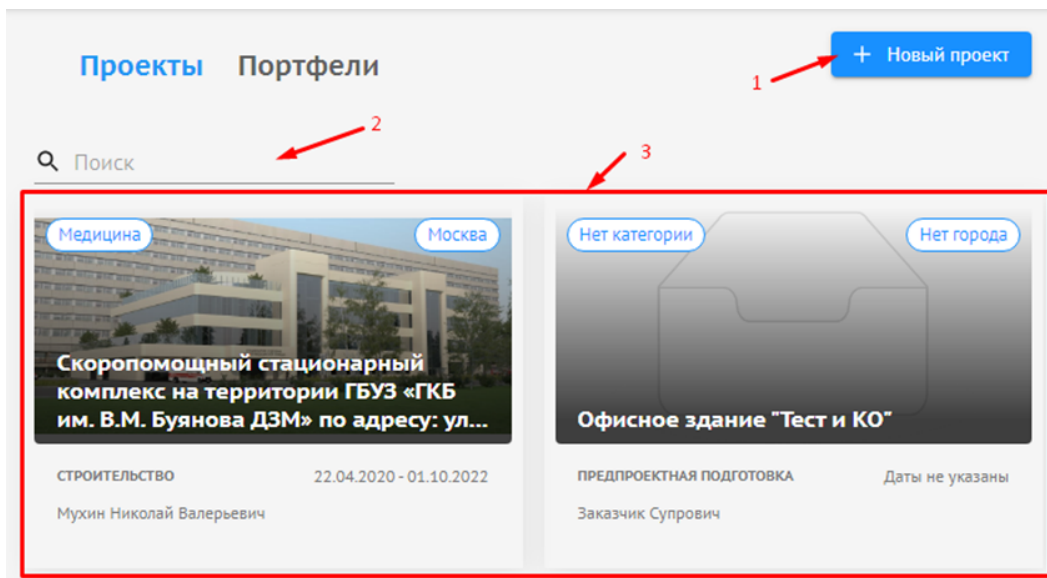 Проекты Портфели
+ Новый проект
1
2
Поиск
3
Медицина Москва
Скоропомощный стационарный
комплекс на территории ГБУЗ «ГКБ
им. В.М. Буянова ДЗМ» по адресу: ул...
СТРОИТЕЛЬСТВО 22.04.2020 - 01.10.2022
Мухин Николай Валерьевич
Нет категории Нет города
Офисное здание "Тест и КО"
ПРЕДПРОЕКТНАЯ ПОДГОТОВКА Даты не указаны
Заказчик Супрович